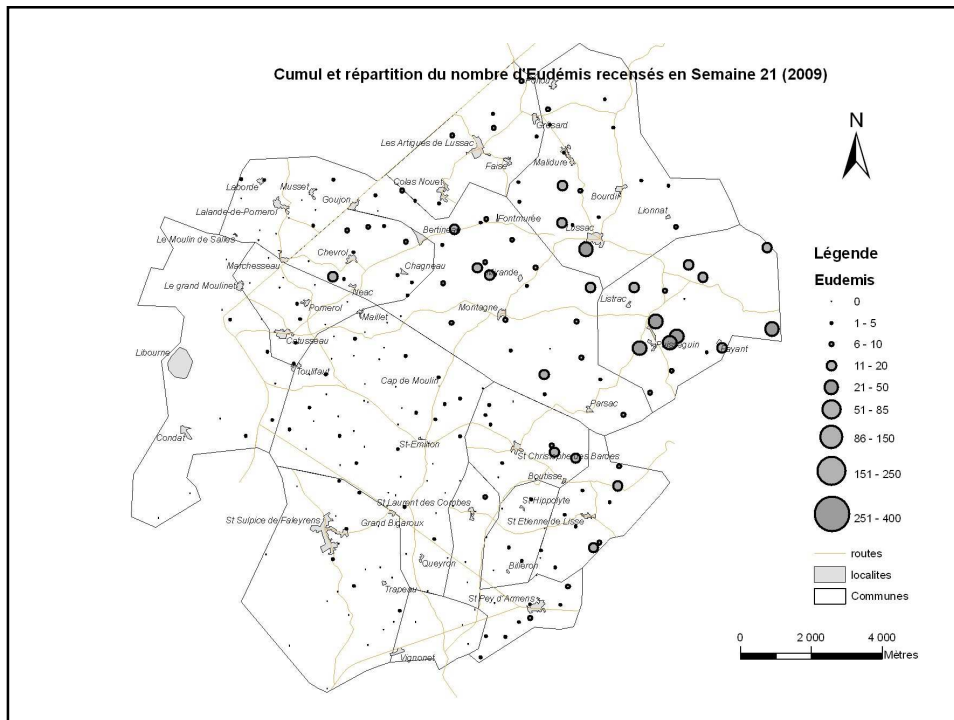 Cumul et répartition du nombre d'Eudémis recensés en Semaine 21 (2009)
Grésard
Les Artigues de Lussac
Faise
Malidure
Laborde
Musset
Colas Nouet
Bourdil
Goujon
Lalande-de-Pomerol
Fontmurée
Lionnat
Le Moulin de Salles
Bertineau
Lussac
Chevrol
Marchesseau
Chagneau
Le grand Moulinet
Néac
Listrac
Pomerol
Maillet
Montagne
Catusseau
Puisseguin
Libourne
Toulifaut
Cap de Moulin
Parsac
Condat
St-Emilion
St Christophe des Bardes
Boutisse
St Laurent des Combes
St Hippolyte
St Sulpice de Faleyrens
Grand Bigaroux
St Etienne de Lisse
Queyron
Billeron
Trapeau
St Pey d'Armens
Vignonet
N
Légende
Eudemis
0
1 - 5
6 - 10
11 - 20
21 - 50
51 - 85
86 - 150
151 - 250
251 - 400
routes
localites
Communes
0 2 000 4 000
Mètres